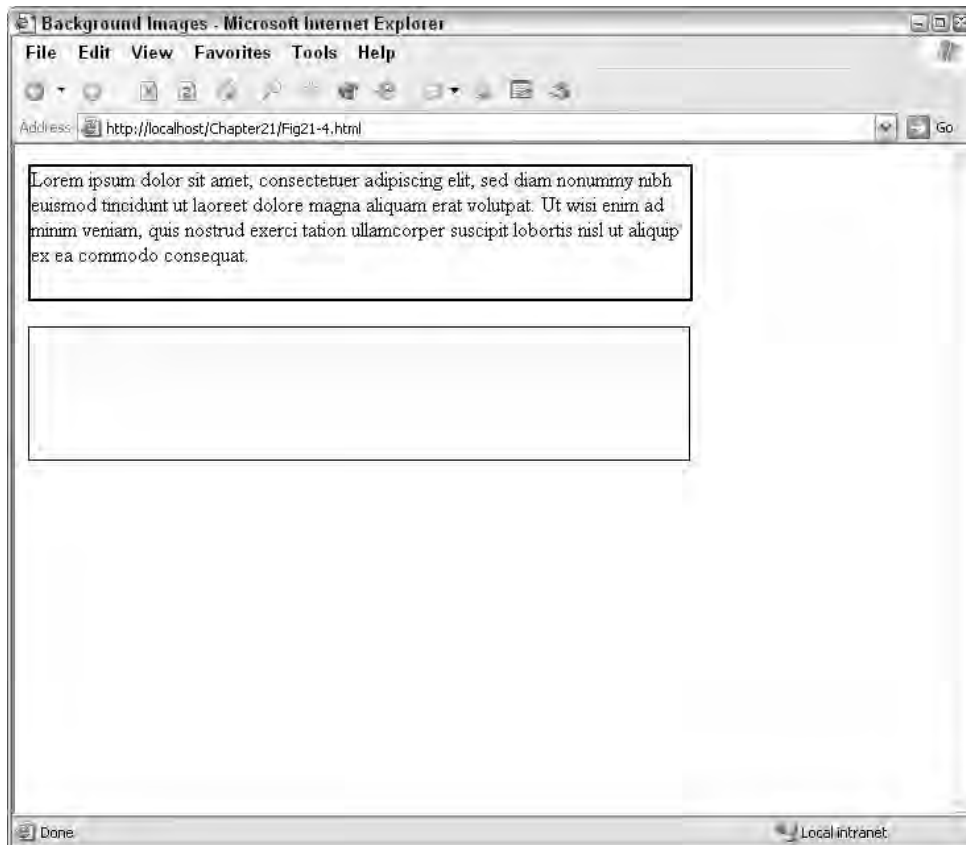 Background Images - Microsoft Internet Explorer
File Edit View Favorites Tools Help
Address http://localhost/Chapter21/Fig21-4.html Go
Lorem ipsum dolor sit amet, consectetuer adipiscing elit, sed diam nonummy nibh
euismod tincidunt ut laoreet dolore magna aliquam erat volutpat. Ut wisi enim ad
minim veniam, quis nostrud exerci tation ullamcorper suscipit lobortis nisl ut aliquip
ex ea commodo consequat.
Done Local intranet